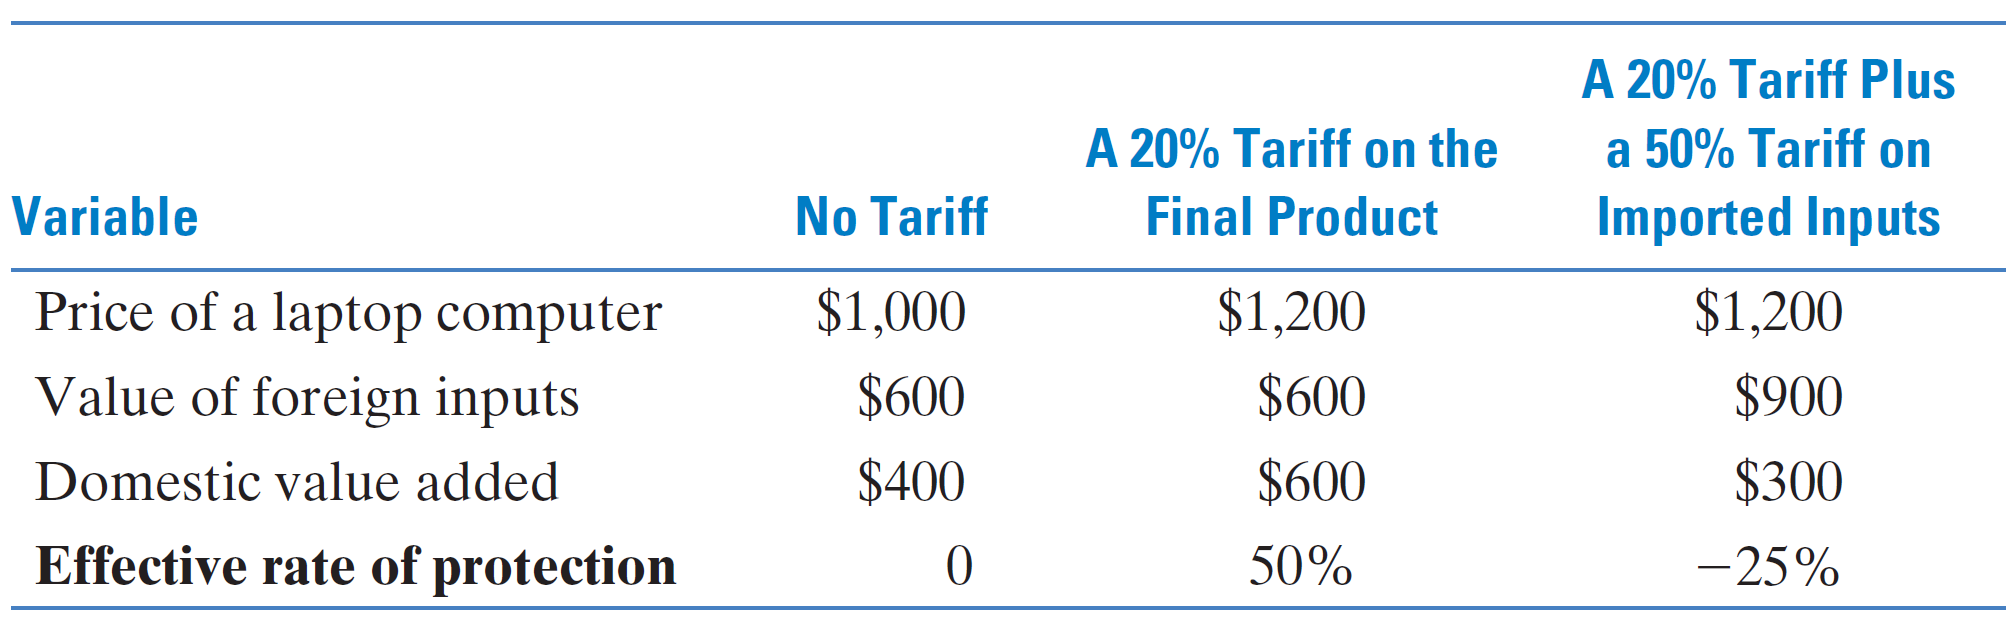 A 20% Tariff Plus
A 20% Tariff on the a 50% Tariff on
Variable No Tariff Final Product Imported Inputs
Price of a laptop computer $1,000 $1,200 $1,200
Value of foreign inputs $600 $600 $900
Domestic value added $400 $600 $300
Effective rate of protection 0 50% −25%